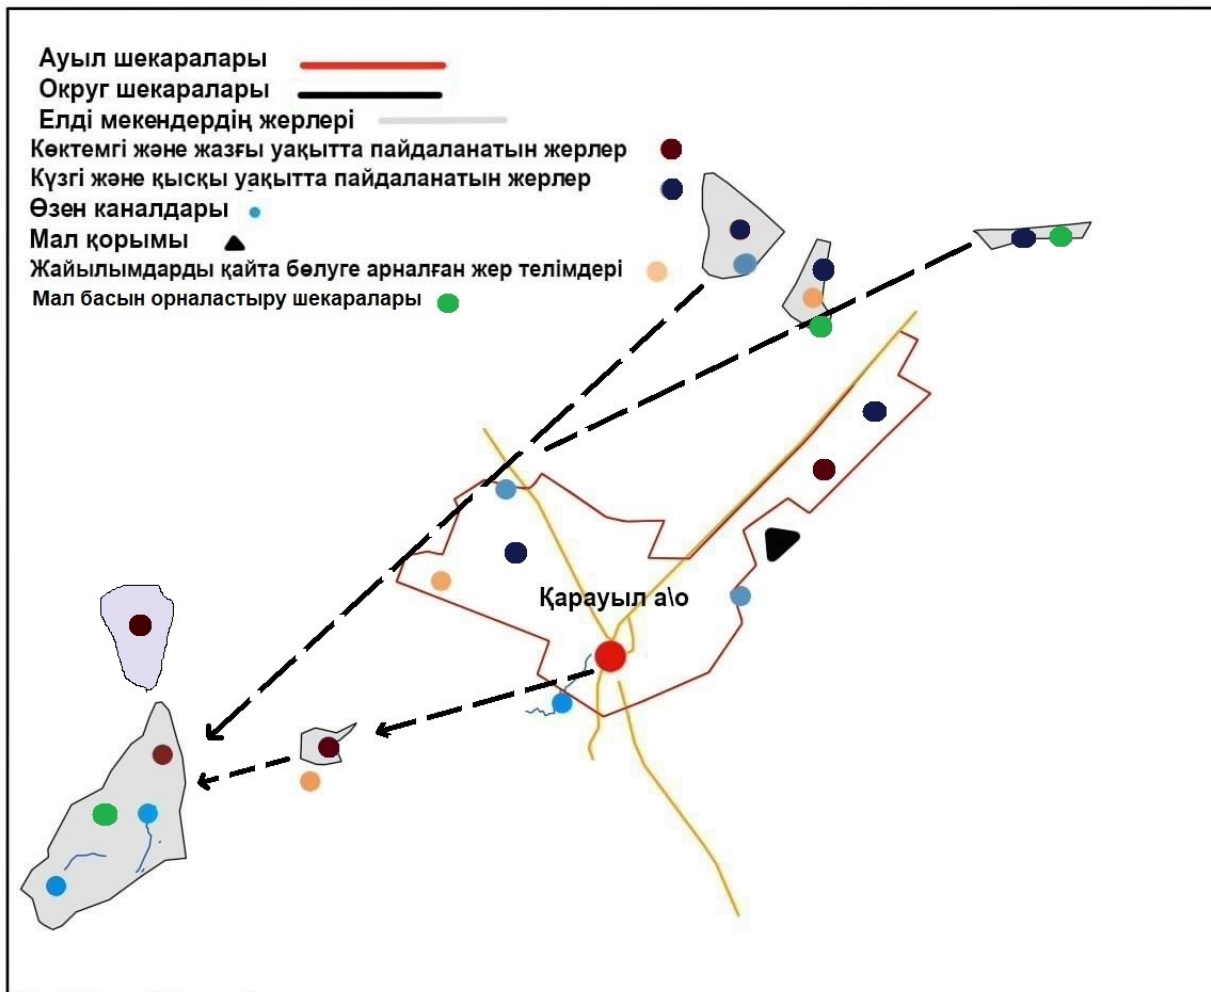 Ауыл шекаралары
Округ шекаралары
Елді мекендердің жерлері
Көктемгі және жазғы уақытта пайдаланатын жерлер
Күзгі және қысқы уақытта пайдаланатын жерлер
Өзен каналдары
Мал қорымы
Жайылымдарды қайта бөлуге арналған жер телімдері
Мал басын орналастыру шекаралары
Қарауыл а\о